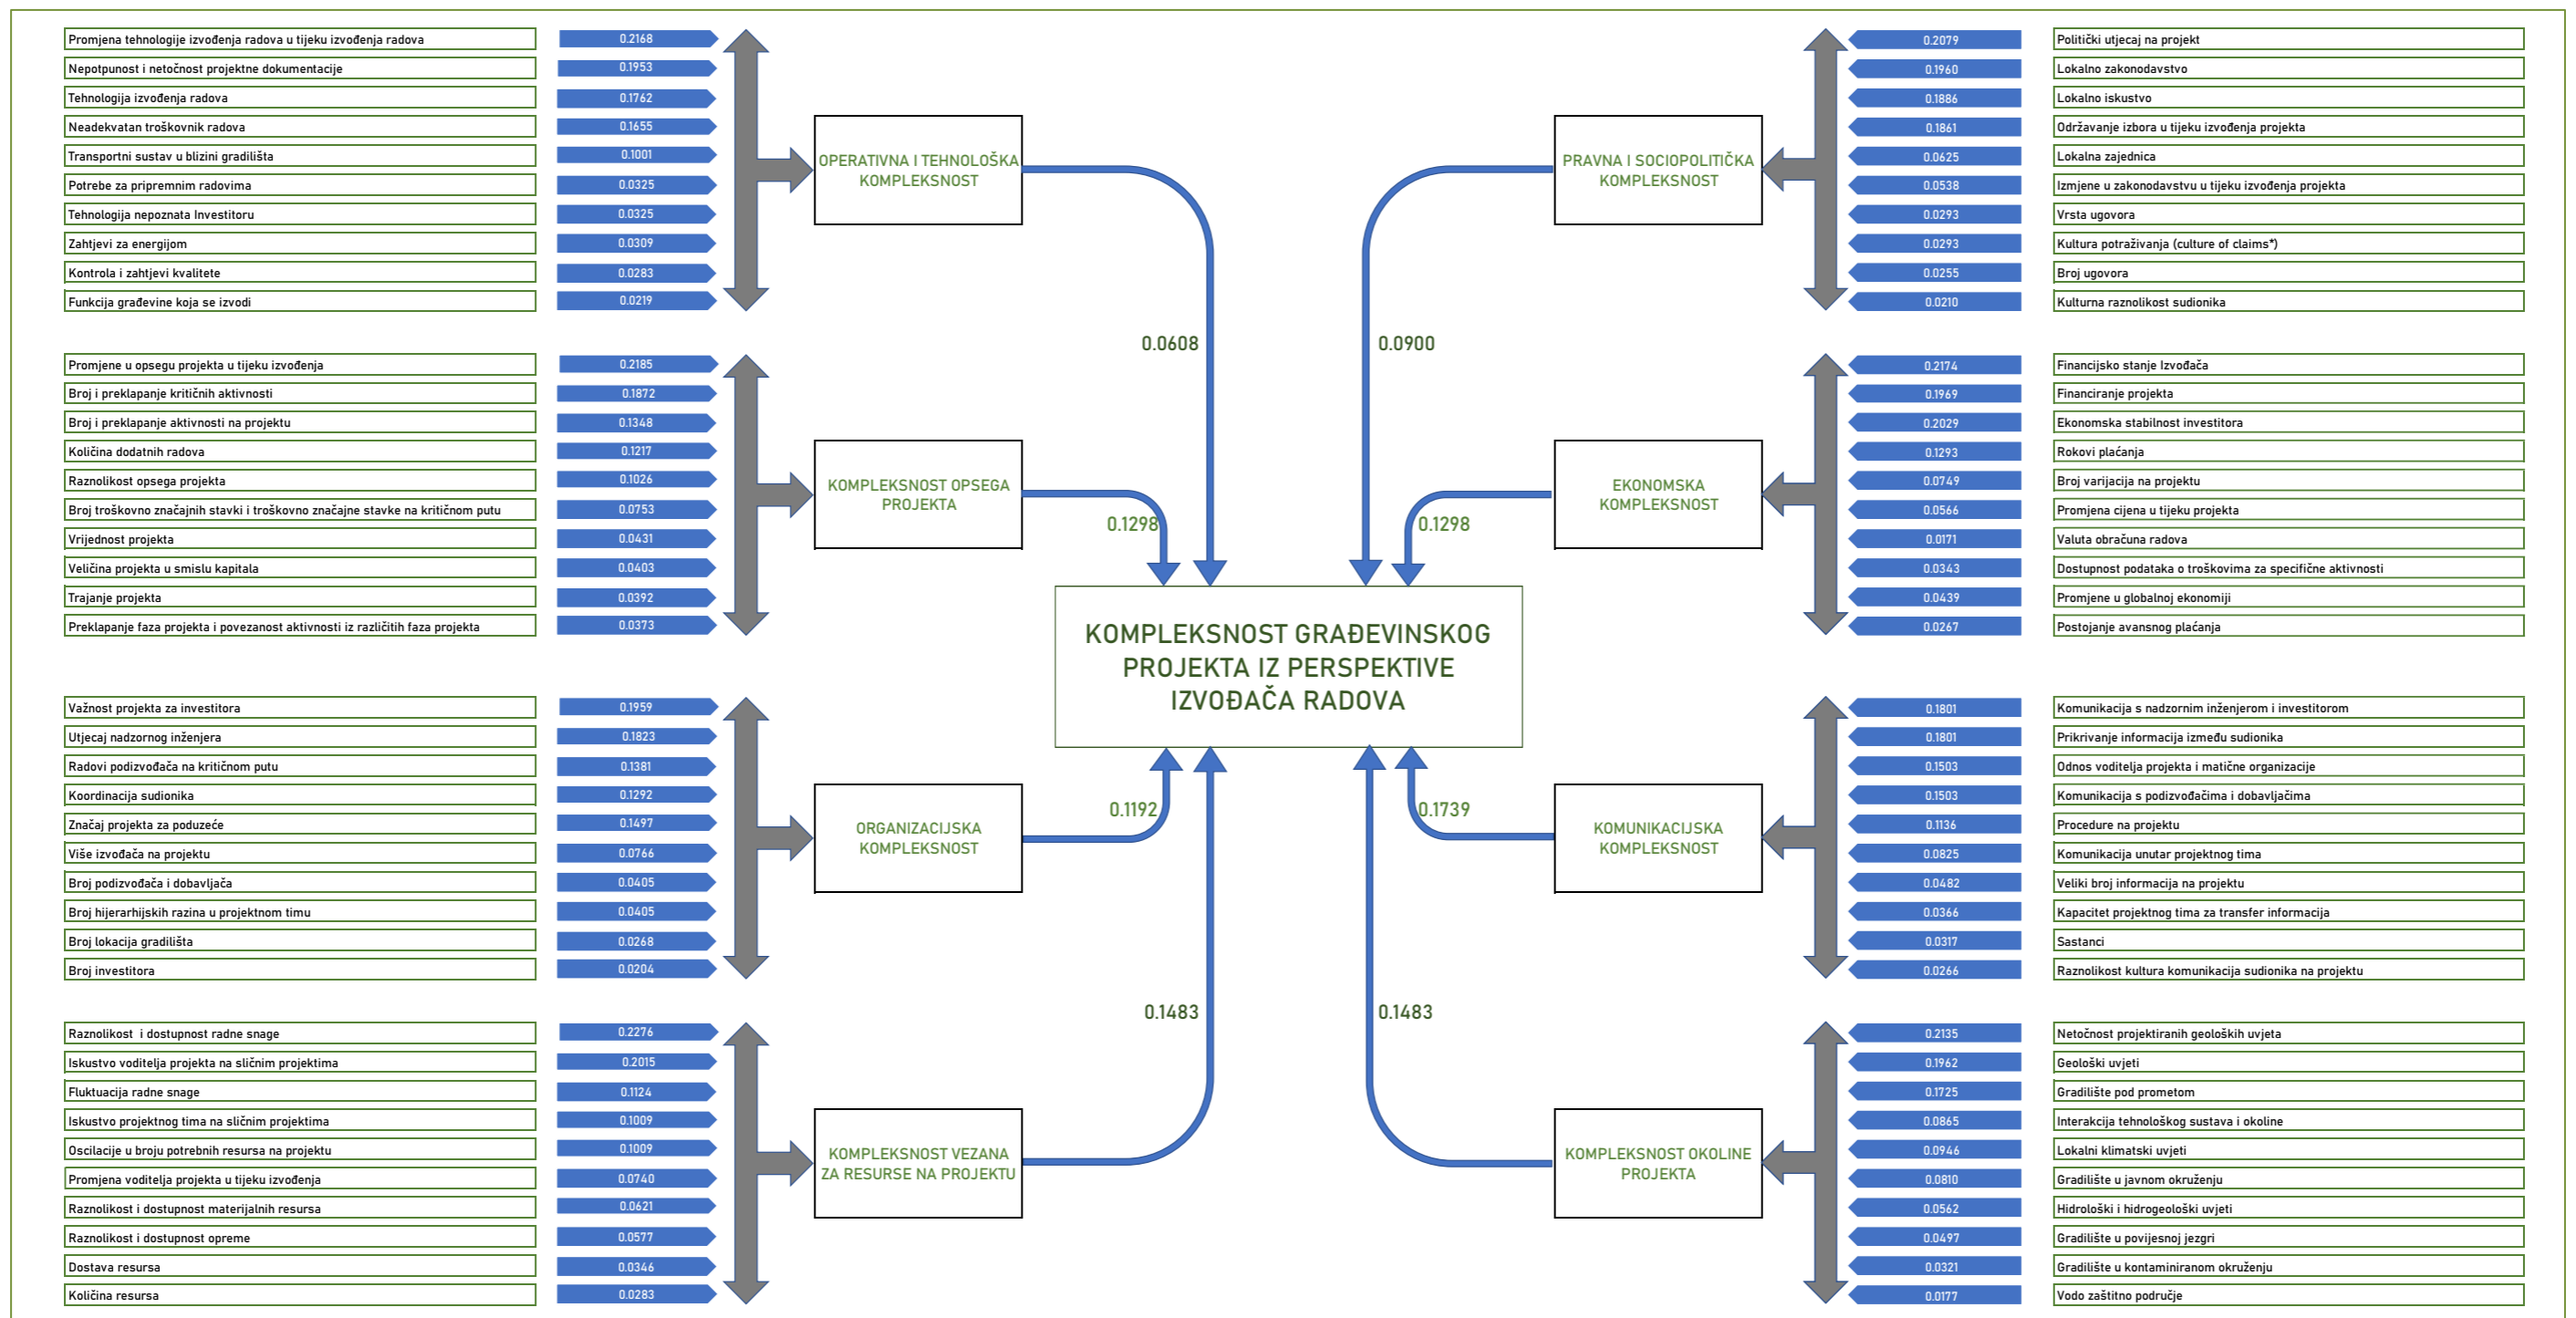 Promjena tehnologije izvođenja radova u tijeku izvođenja radova
0.2168
Nepotpunost i netočnost projektne dokumentacije
0.1953
Tehnologija izvođenja radova
0.1762
Neadekvatan troškovnik radova
0.1655
Transportni sustav u blizini gradilišta
0.1001
Potrebe za pripremnim radovima
0.0325
Tehnologija nepoznata Investitoru
0.0325
Zahtjevi za energijom
0.0309
Kontrola i zahtjevi kvalitete
0.0283
Funkcija građevine koja se izvodi
0.0219
OPERATIVNA I TEHNOLOŠKA
KOMPLEKSNOST
0.0608
Promjene u opsegu projekta u tijeku izvođenja
0.2185
Broj i preklapanje kritičnih aktivnosti
0.1872
Broj i preklapanje aktivnosti na projektu
0.1348
Količina dodatnih radova
0.1217
Raznolikost opsega projekta
0.1026
Broj troškovno značajnih stavki i troškovno značajne stavke na kritičnom putu
0.0753
Vrijednost projekta
0.0431
Veličina projekta u smislu kapitala
0.0403
Trajanje projekta
0.0392
Preklapanje faza projekta i povezanost aktivnosti iz različitih faza projekta
0.0373
KOMPLEKSNOST OPSEGA
PROJEKTA
0.1298
Važnost projekta za investitora
0.1959
Utjecaj nadzornog inženjera
0.1823
Radovi podizvođača na kritičnom putu
0.1381
Koordinacija sudionika
0.1292
Značaj projekta za poduzeće
0.1497
Više izvođača na projektu
0.0766
Broj podizvođača i dobavljača
0.0405
Broj hijerarhijskih razina u projektnom timu
0.0405
Broj lokacija gradilišta
0.0268
Broj investitora
0.0204
ORGANIZACIJSKA
KOMPLEKSNOST
0.1192
Raznolikost  i dostupnost radne snage
0.2276
Iskustvo voditelja projekta na sličnim projektima
0.2015
Fluktuacija radne snage
0.1124
Iskustvo projektnog tima na sličnim projektima
0.1009
Oscilacije u broju potrebnih resursa na projektu
0.1009
Promjena voditelja projekta u tijeku izvođenja
0.0740
Raznolikost i dostupnost materijalnih resursa
0.0621
Raznolikost i dostupnost opreme
0.0577
Dostava resursa
0.0346
Količina resursa
0.0283
KOMPLEKSNOST VEZANA
ZA RESURSE NA PROJEKTU
0.1483
KOMPLEKSNOST GRAĐEVINSKOG
PROJEKTA IZ PERSPEKTIVE
IZVOĐAČA RADOVA
0.2079
Politički utjecaj na projekt
0.1960
Lokalno zakonodavstvo
0.1886
Lokalno iskustvo
0.1861
Održavanje izbora u tijeku izvođenja projekta
0.0625
Lokalna zajednica
0.0538
Izmjene u zakonodavstvu u tijeku izvođenja projekta
0.0293
Vrsta ugovora
0.0293
Kultura potraživanja (culture of claims*)
0.0255
Broj ugovora
0.0210
Kulturna raznolikost sudionika
PRAVNA I SOCIOPOLITIČKA
KOMPLEKSNOST
0.0900
0.2174
Financijsko stanje Izvođača
0.1969
Financiranje projekta
0.2029
Ekonomska stabilnost investitora
0.1293
Rokovi plaćanja
0.0749
Broj varijacija na projektu
0.0566
Promjena cijena u tijeku projekta
0.0171
Valuta obračuna radova
0.0343
Dostupnost podataka o troškovima za specifične aktivnosti
0.0439
Promjene u globalnoj ekonomiji
0.0267
Postojanje avansnog plaćanja
EKONOMSKA
KOMPLEKSNOST
0.1298
0.1801
Komunikacija s nadzornim inženjerom i investitorom
0.1801
Prikrivanje informacija između sudionika
0.1503
Odnos voditelja projekta i matične organizacije
0.1503
Komunikacija s podizvođačima i dobavljačima
0.1136
Procedure na projektu
0.0825
Komunikacija unutar projektnog tima
0.0482
Veliki broj informacija na projektu
0.0366
Kapacitet projektnog tima za transfer informacija
0.0317
Sastanci
0.0266
Raznolikost kultura komunikacija sudionika na projektu
KOMUNIKACIJSKA
KOMPLEKSNOST
0.1739
0.2135
Netočnost projektiranih geoloških uvjeta
0.1962
Geološki uvjeti
0.1725
Gradilište pod prometom
0.0865
Interakcija tehnološkog sustava i okoline
0.0946
Lokalni klimatski uvjeti
0.0810
Gradilište u javnom okruženju
0.0562
Hidrološki i hidrogeološki uvjeti
0.0497
Gradilište u povijesnoj jezgri
0.0321
Gradilište u kontaminiranom okruženju
0.0177
Vodo zaštitno područje
KOMPLEKSNOST OKOLINE
PROJEKTA
0.1483